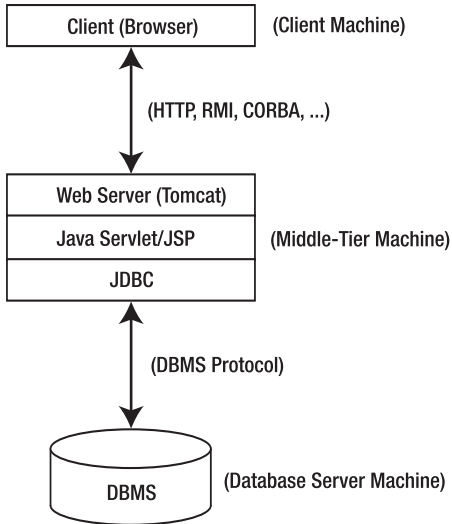 Client (Browser)
(Client Machine)
(HTTP, RMI, CORBA, ...)
Web Server (Tomcat)
Java Servlet/JSP
(Middle-Tier Machine)
JDBC
(DBMS Protocol)
DBMS
(Database Server Machine)